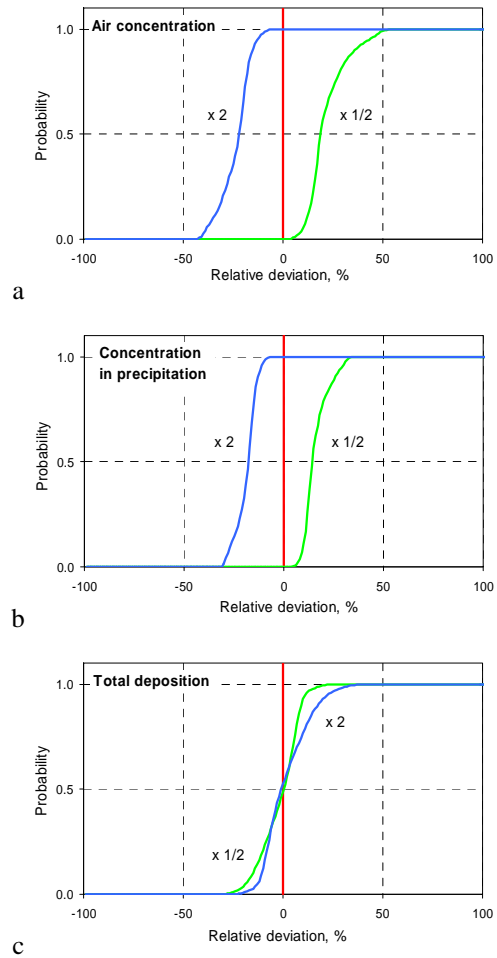 Air concentration
1.0
x 2
x 1/2
0.5
Probability
0.0
-100
-50
0
50
100
Relative deviation, %
a
Concentration
in precipitation
1.0
x 2
x 1/2
0.5
Probability
0.0
-100
-50
0
50
100
Relative deviation, %
b
Total deposition
1.0
x 2
0.5
Probability
x 1/2
0.0
-100
-50
0
50
100
Relative deviation, %
c